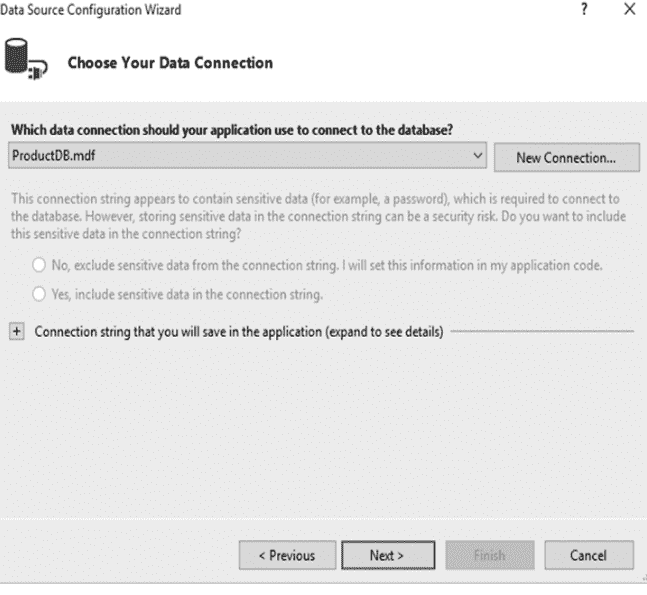 Data Source Configuration Wizard
?
Choose Your Data Connection
Which data connection should your application use to connect to the database?
ProductDB.mdf
New Connection...
This connection string appears to contain sensitive data (for example, a password), which is required to connect to
the database. However, storing sensitive data in the connection string can be a security risk. Do you want to include
this sensitive data in the connection string?
No, exclude sensitive data from the connection string. I will set this information in my application code.
Yes, include sensitive data in the connection string.
Connection string that you will save in the application (expand to see details)
< Previous
Next >
Finish
Cancel